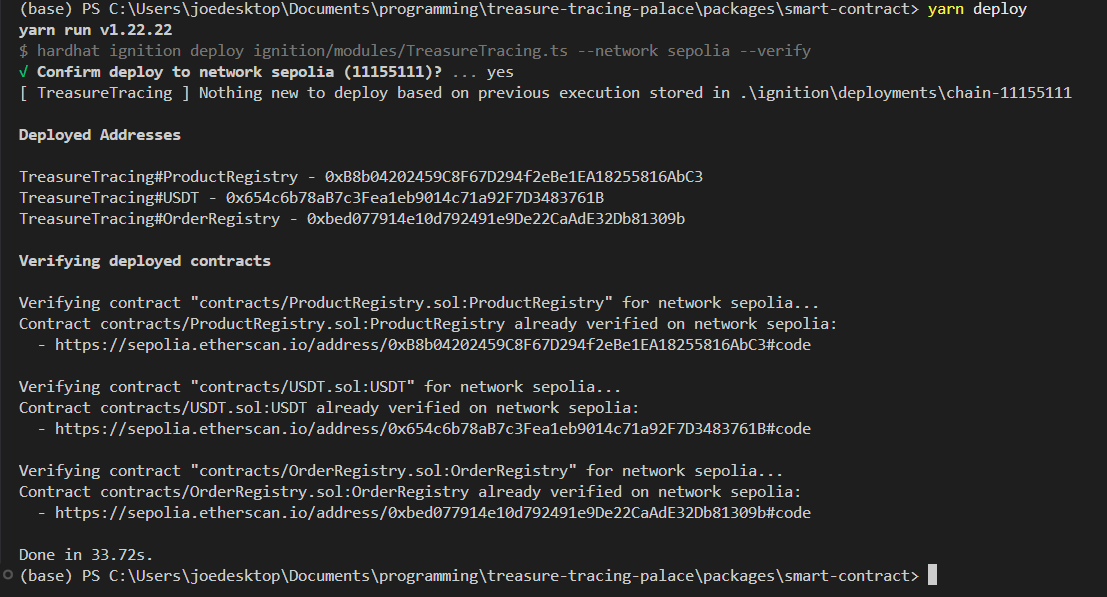 (base) PS C:\Users\joedesktop\Documents\programming\treasure-tracing-palace\packages\smart-contract> yarn deploy
yarn run v1.22.22
$ hardhat ignition deploy ignition/modules/TreasureTracing.ts --network sepolia --verify
√ Confirm deploy to network sepolia (11155111)? ... yes
[ TreasureTracing ] Nothing new to deploy based on previous execution stored in .\ignition\deployments\chain-11155111
Deployed Addresses
TreasureTracing#ProductRegistry - 0xB8b04202459C8F67D294f2eBe1EA18255816AbC3
TreasureTracing#USDT - 0x654c6b78aB7c3Fea1eb9014c71a92F7D3483761B
TreasureTracing#OrderRegistry - 0xbed077914e10d792491e9De22CaAdE32Db81309b
Verifying deployed contracts
Verifying contract "contracts/ProductRegistry.sol:ProductRegistry" for network sepolia...
Contract contracts/ProductRegistry.sol:ProductRegistry already verified on network sepolia:
  - https://sepolia.etherscan.io/address/0xB8b04202459C8F67D294f2eBe1EA18255816AbC3#code
Verifying contract "contracts/USDT.sol:USDT" for network sepolia...
Contract contracts/USDT.sol:USDT already verified on network sepolia:
  - https://sepolia.etherscan.io/address/0x654c6b78aB7c3Fea1eb9014c71a92F7D3483761B#code
Verifying contract "contracts/OrderRegistry.sol:OrderRegistry" for network sepolia...
Contract contracts/OrderRegistry.sol:OrderRegistry already verified on network sepolia:
  - https://sepolia.etherscan.io/address/0xbed077914e10d792491e9De22CaAdE32Db81309b#code
Done in 33.72s.
(base) PS C:\Users\joedesktop\Documents\programming\treasure-tracing-palace\packages\smart-contract>